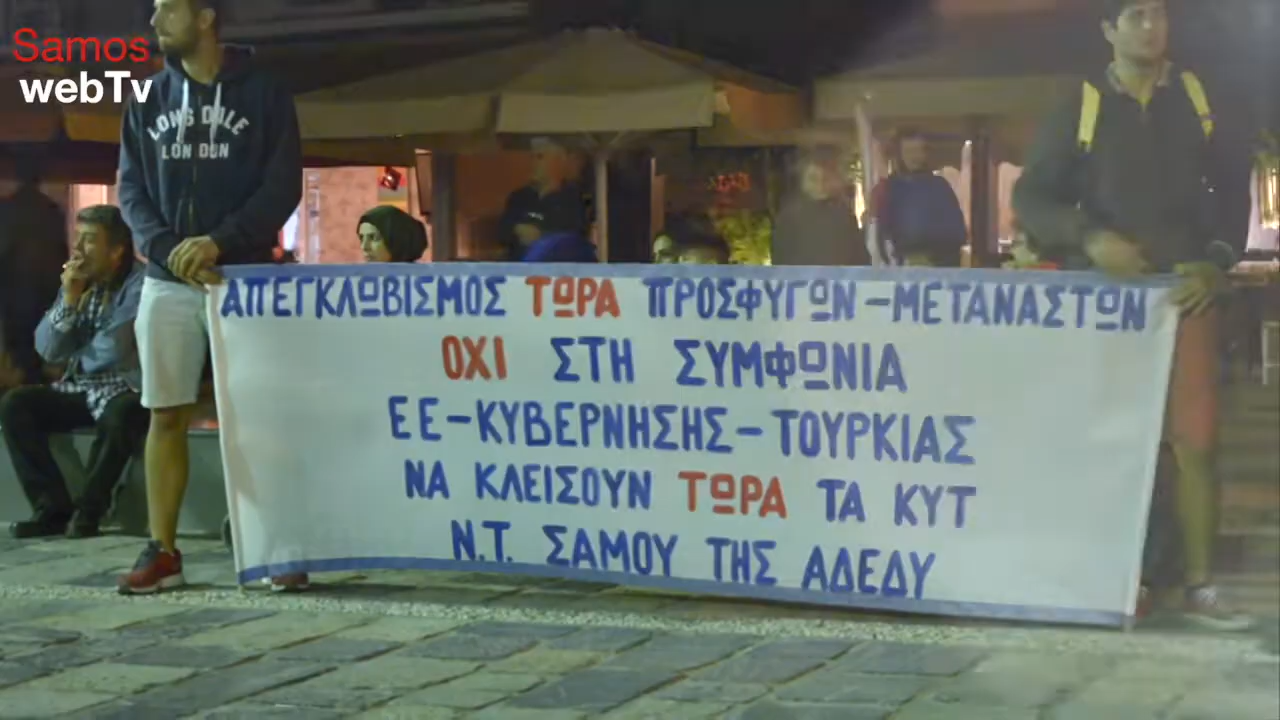 Samos
webTv
LONSDALE
LONDON
ΑΠΕΓΚΛΩΒΙΣΜΟΣ ΤΩΡΑ ΠΡΟΣΦΥΓΩΝ-ΜΕΤΑΝΑΣΤΩΝ
ΟΧΙ ΣΤΗ ΣΥΜΦΩΝΙΑ
ΕΕ-ΚΥΒΕΡΝΗΣΗΣ-ΤΟΥΡΚΙΑΣ
ΝΑ ΚΛΕΙΣΟΥΝ ΤΩΡΑ ΤΑ ΚΥΤ
Ν.Τ. ΣΑΜΟΥ ΤΗΣ ΑΔΕΔΥ